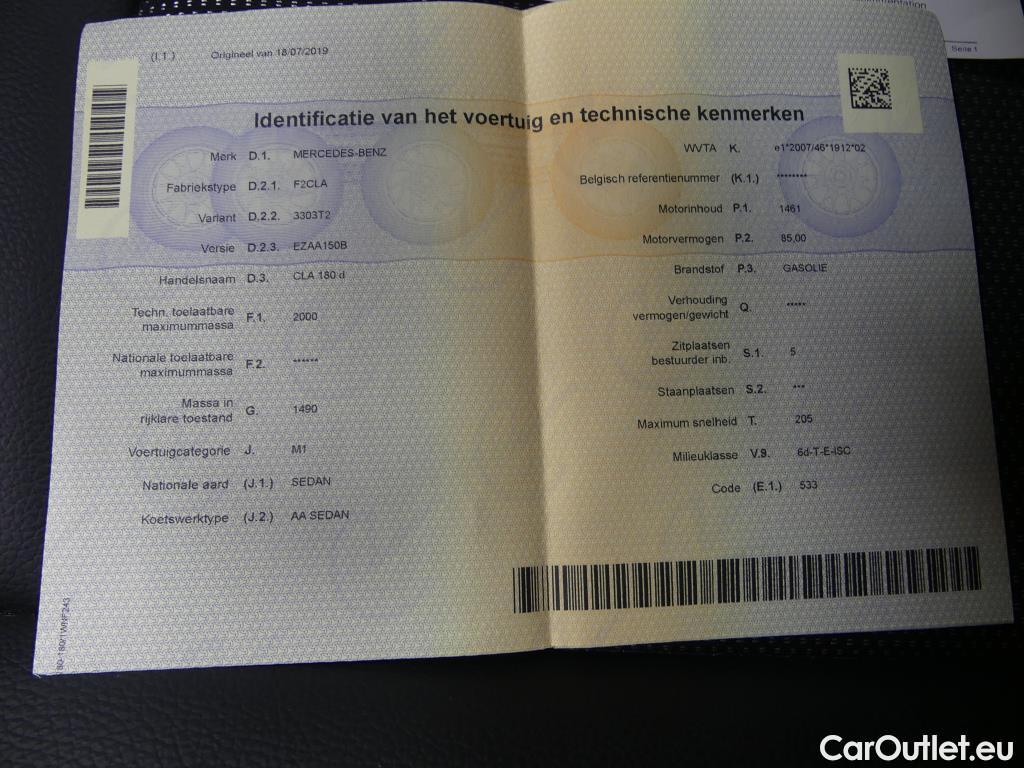 (I.1.) Origineel van 18/07/2019
Seite 1
Identificatie van het voertuig en technische kenmerken
Merk D.1. MERCEDES-BENZ
Fabriekstype D.2.1. F2CLA
Variant D.2.2. 3303T2
Versie D.2.3. EZAA150B
Handelsnaam D.3. CLA 180 d
Techn. toelaatbare
maximummassa F.1. 2000
Nationale toelaatbare
maximummassa F.2. ******
Massa in
rijklare toestand G. 1490
Voertuigcategorie J. M1
Nationale aard (J.1.) SEDAN
Koetswerktype (J.2.) AA SEDAN
WVTA K. e1*2007/46*1912*02
Belgisch referentienummer (K.1.) ********
Motorinhoud P.1. 1461
Motorvermogen P.2. 85,00
Brandstof P.3. GASOLIE
Verhouding
vermogen/gewicht Q. *****
Zitplaatsen
bestuurder inb. S.1. 5
Staanplaatsen S.2. ***
Maximum snelheid T. 205
Milieuklasse V.9. 6d-T-E-ISC
Code (E.1.) 533
CarOutlet.eu